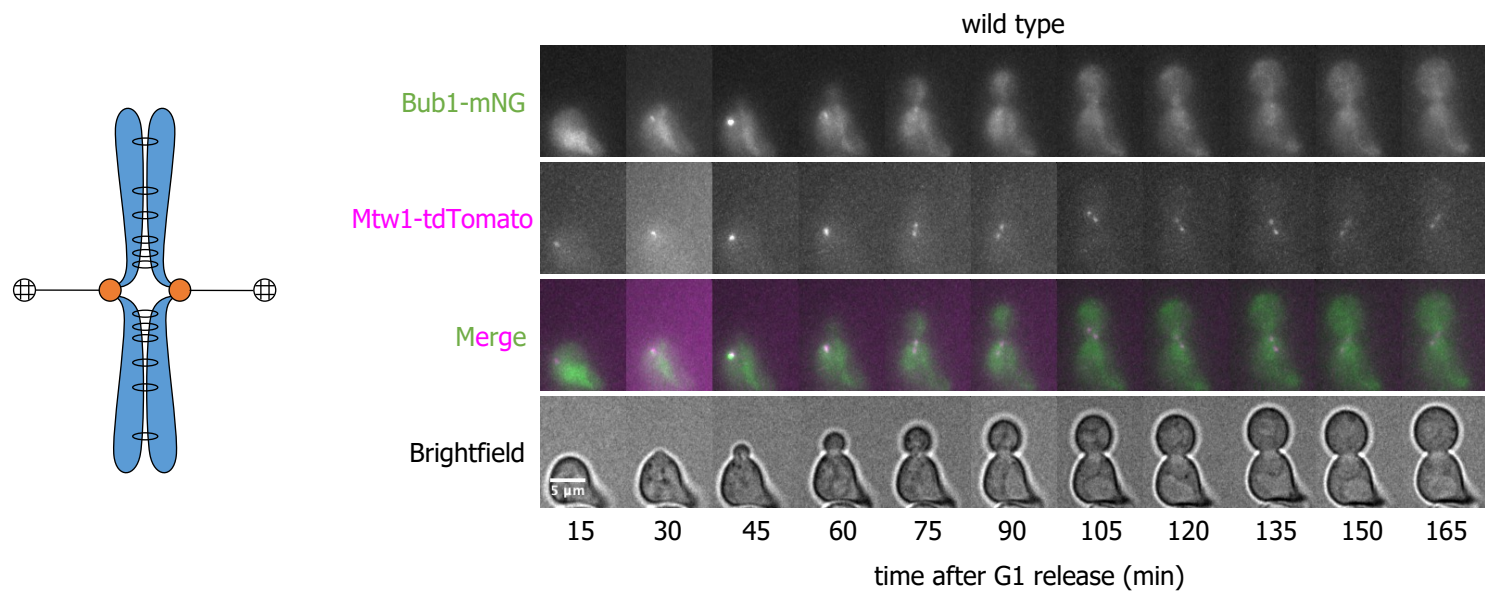 wild type
Bub1-mNG
Mtw1-tdTomato
Merge
Brightfield
5 µm
15 30 45 60 75 90 105 120 135 150 165
time after G1 release (min)